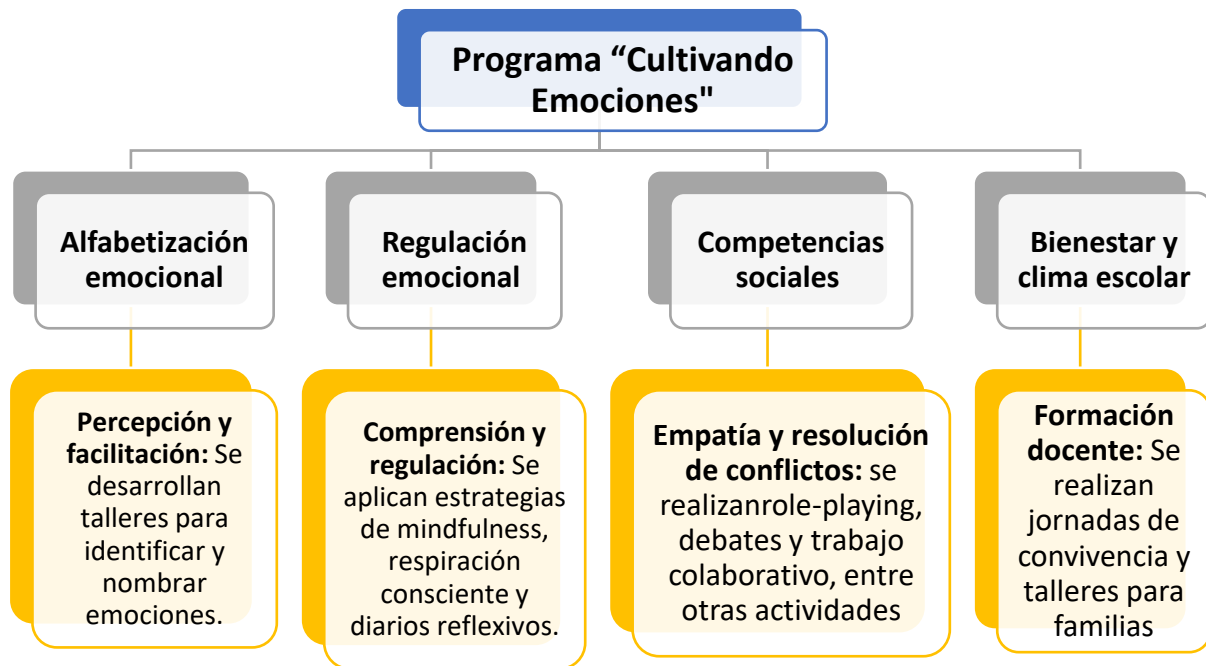 Programa “Cultivando
Emociones"
Alfabetización
emocional
Regulación
emocional
Competencias
sociales
Bienestar y
clima escolar
Percepción y
facilitación: Se
desarrollan
talleres para
identificar y
nombrar
emociones.
Comprensión y
regulación: Se
aplican estrategias
de mindfulness,
respiración
consciente y
diarios reflexivos.
Empatía y resolución
de conflictos: se
realizanrole-playing,
debates y trabajo
colaborativo, entre
otras actividades
Formación
docente: Se
realizan
jornadas de
convivencia y
talleres para
familias